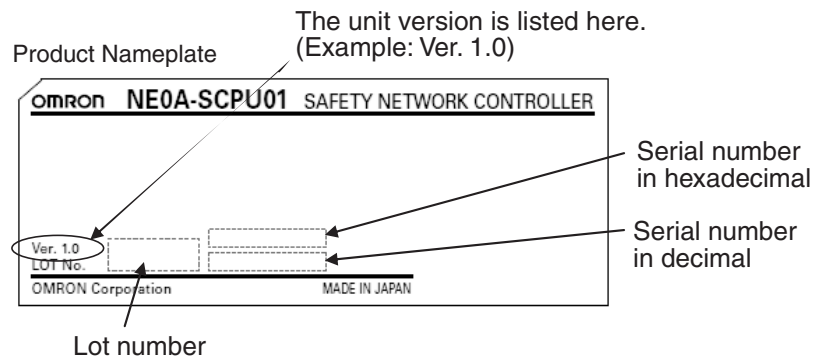 The unit version is listed here.
(Example: Ver. 1.0)
Product Nameplate
OMRON NE0A-SCPU01 SAFETY NETWORK CONTROLLER
Serial number
in hexadecimal
Serial number
in decimal
Ver. 1.0
LOT No.
OMRON Corporation MADE IN JAPAN
Lot number